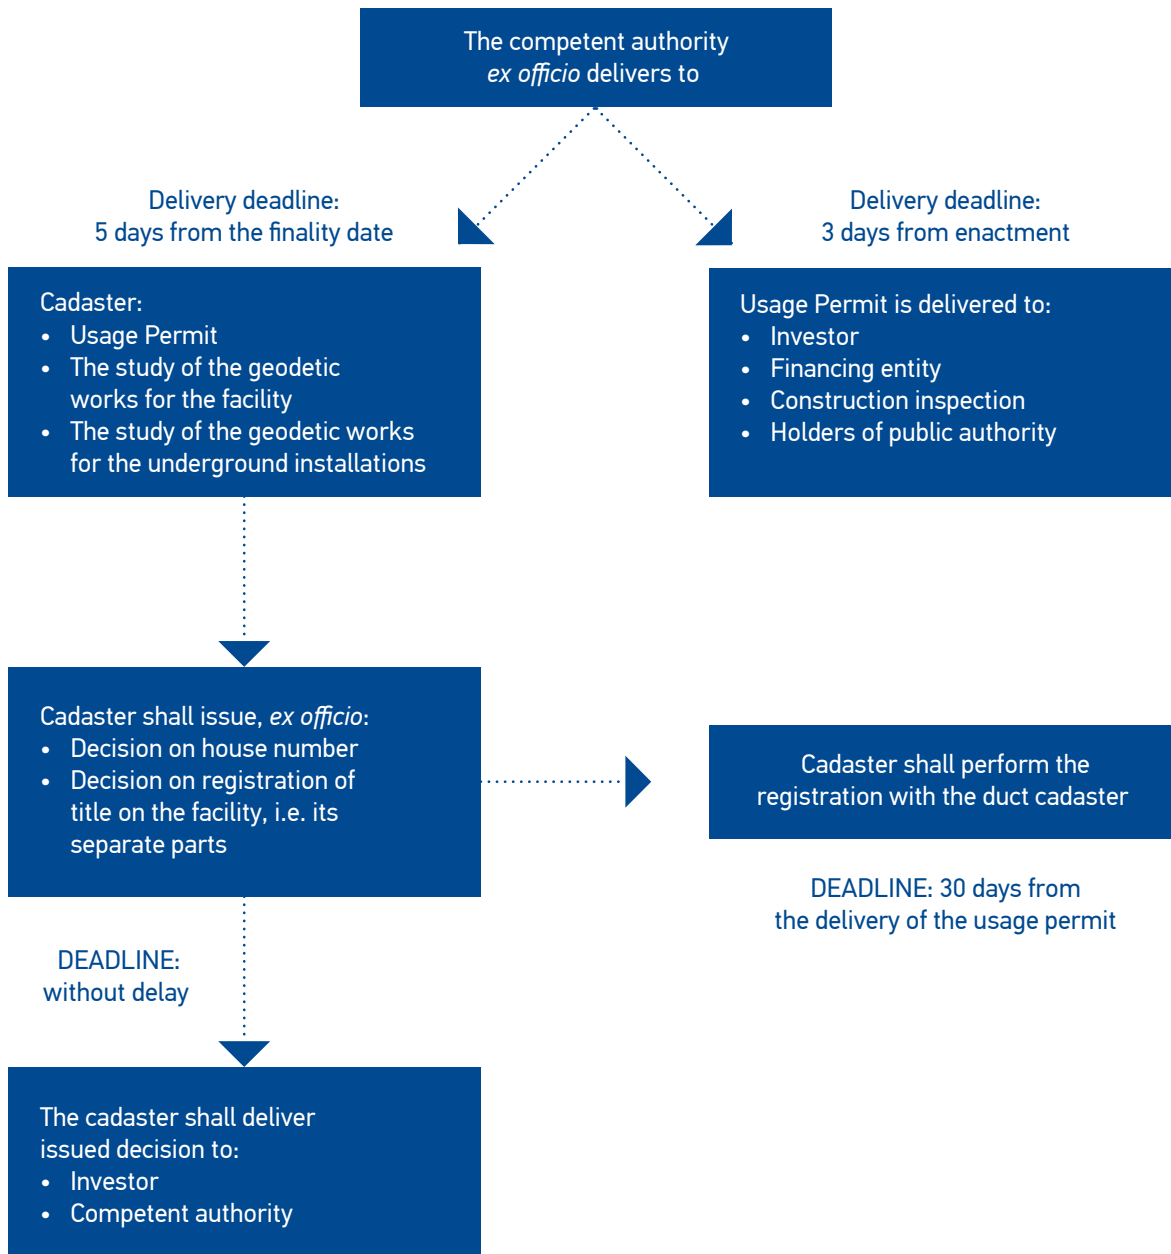 The competent authority
ex officio delivers to
Delivery deadline:
5 days from the finality date
Delivery deadline:
3 days from enactment
Cadaster:
• Usage Permit
• The study of the geodetic
works for the facility
• The study of the geodetic works
for the underground installations
Usage Permit is delivered to:
• Investor
• Financing entity
• Construction inspection
• Holders of public authority
Cadaster shall issue, ex officio:
• Decision on house number
• Decision on registration of
title on the facility, i.e. its
separate parts
Cadaster shall perform the
registration with the duct cadaster
DEADLINE: 30 days from
the delivery of the usage permit
DEADLINE:
without delay
The cadaster shall deliver
issued decision to:
• Investor
• Competent authority